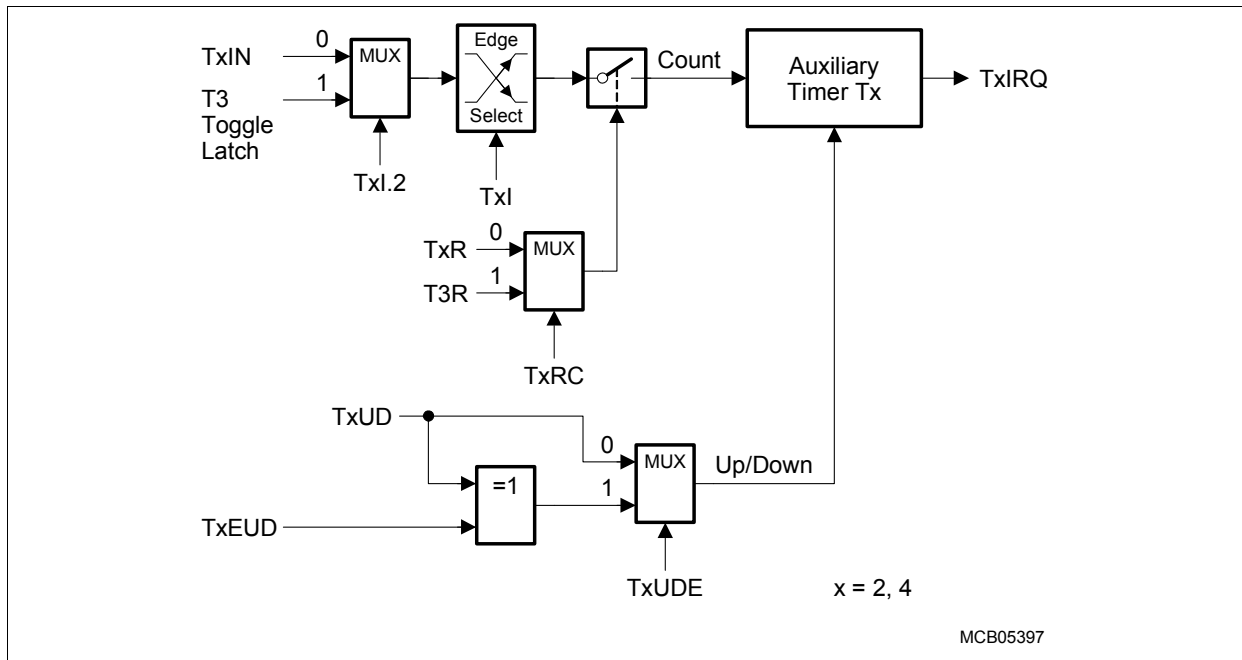 TxIN
0
MUX
T3
Toggle
Latch
1
TxI.2
Edge
Select
TxI
Count
Auxiliary
Timer Tx
TxIRQ
TxR
0
MUX
T3R
1
TxRC
TxUD
0
MUX
Up/Down
=1
1
TxEUD
TxUDE
x = 2, 4
MCB05397